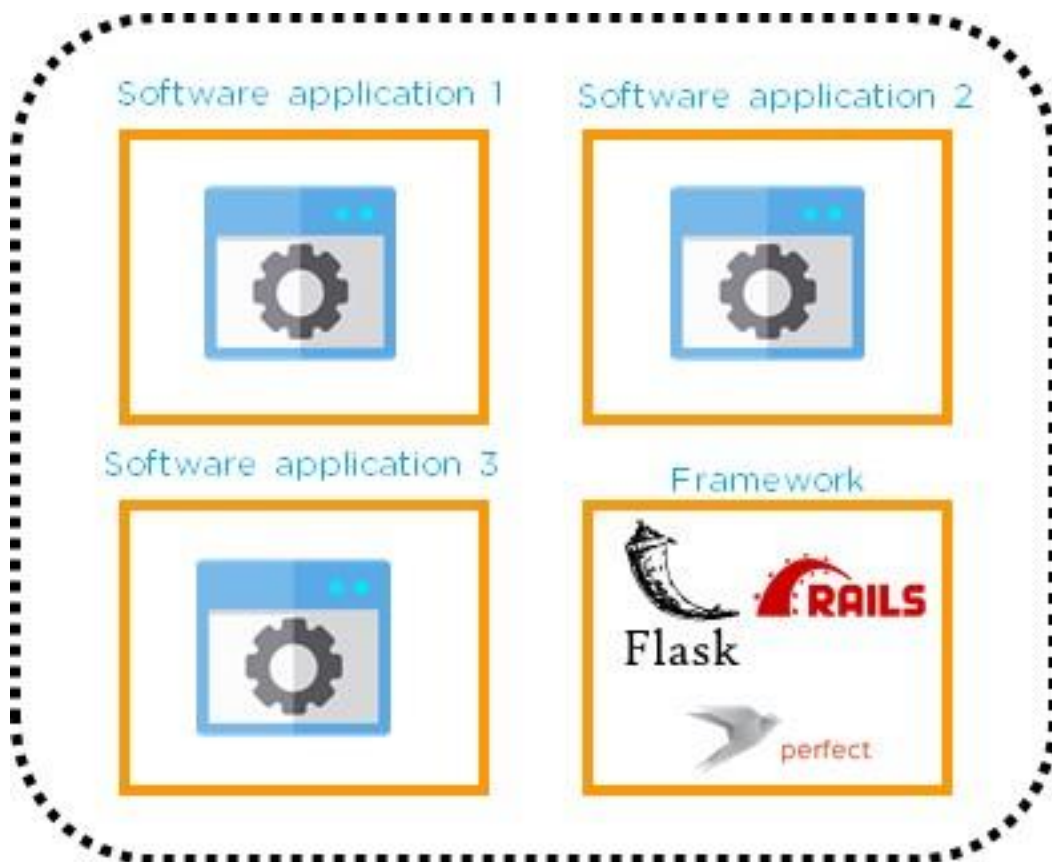 Software application 1
Software application 2
Software application 3
Framework
Flask
RAILS
perfect